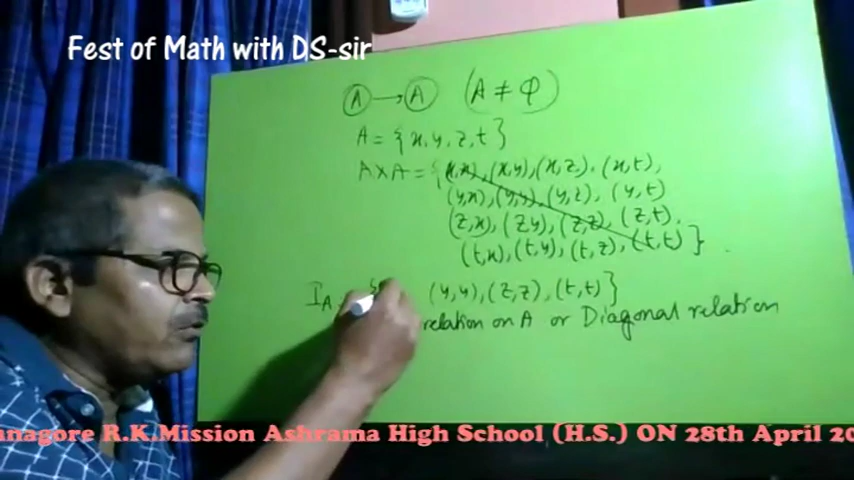 Fest of Math with DS-sir
A → A (A ≠ φ)
A = {x, y, z, t}
A×A = {(x,x), (x,y), (x,z), (x,t),
(y,x), (y,y), (y,z), (y,t)
(z,x), (z,y), (z,z), (z,t),
(t,x), (t,y), (t,z), (t,t)}
I_A (y,y), (z,z), (t,t)}
relation on A or Diagonal relation
R.K.Mission Ashrama High School (H.S.) ON 28th April